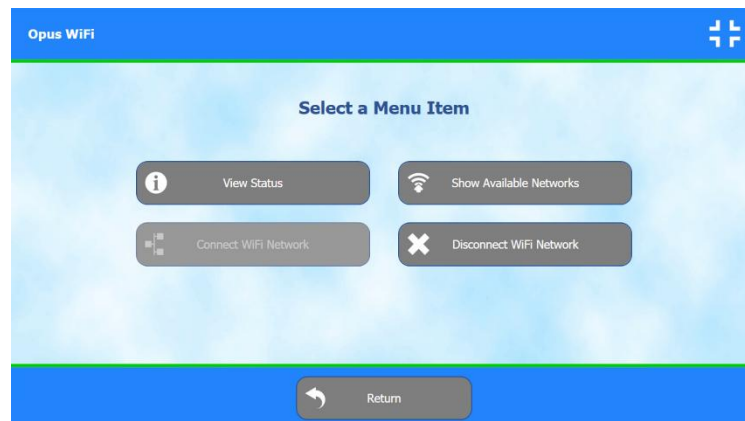 Opus WiFi
Select a Menu Item
View Status
Show Available Networks
Connect WiFi Network
Disconnect WiFi Network
Return